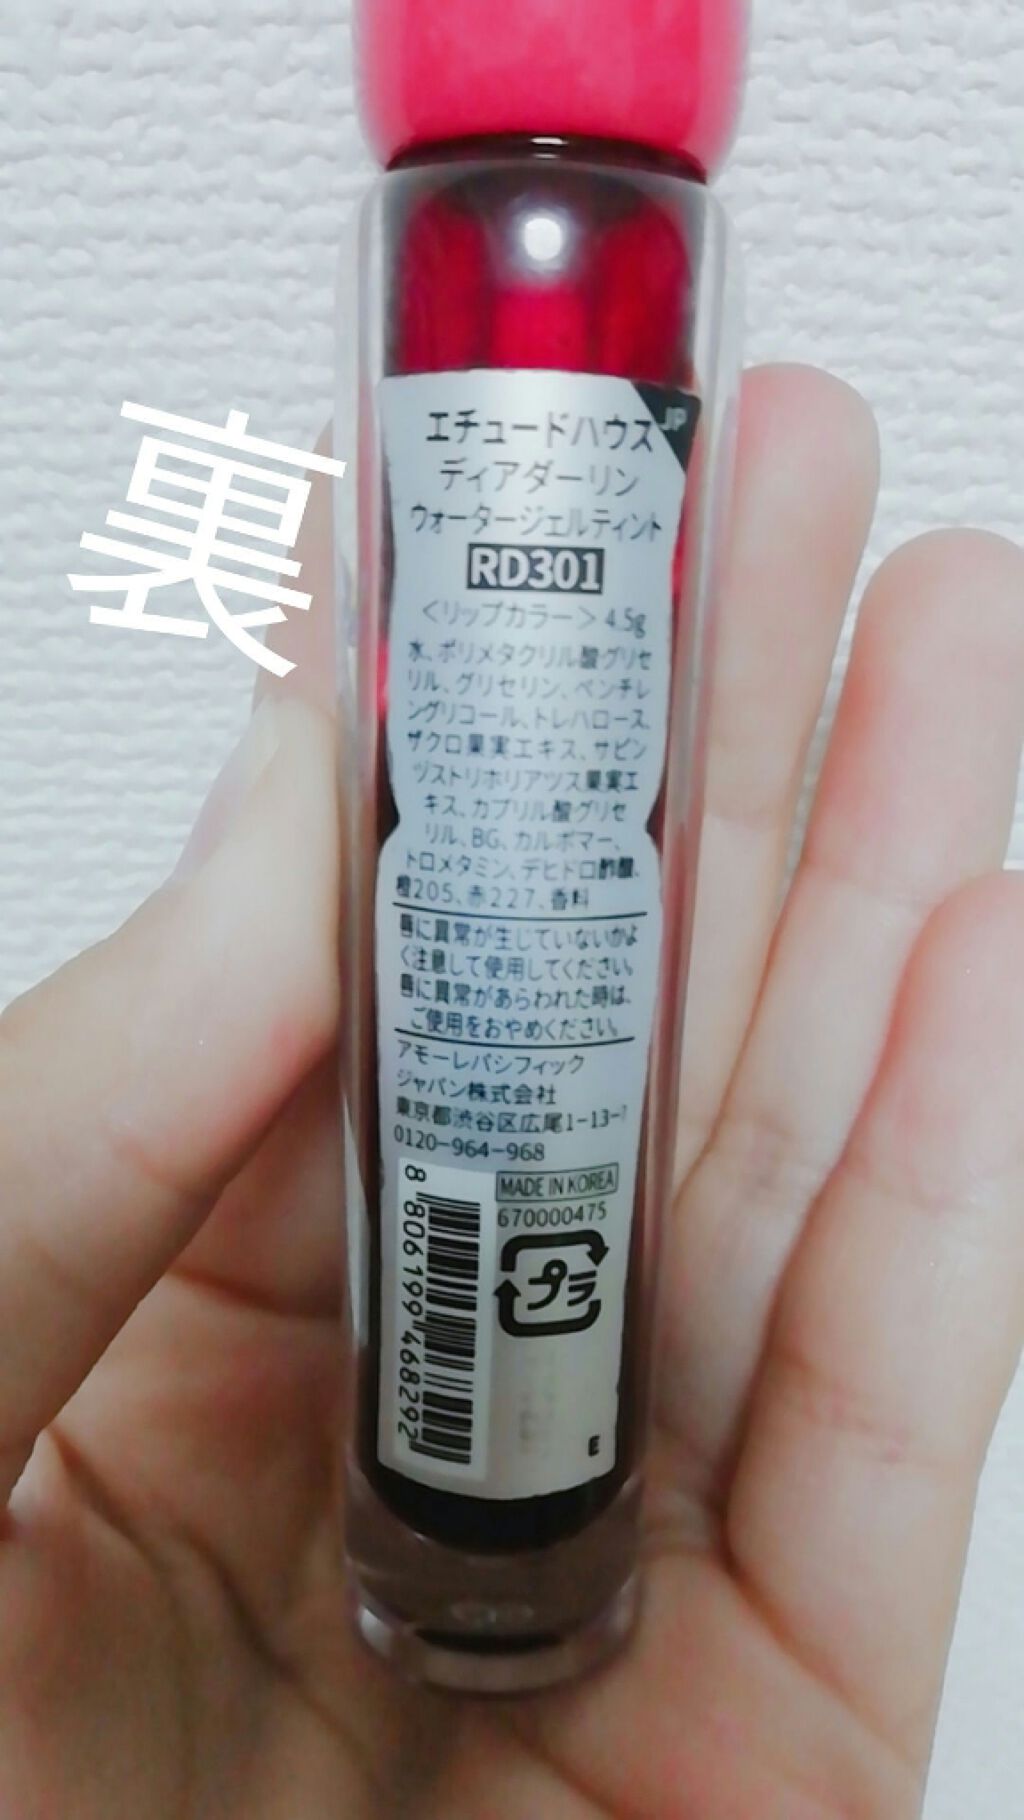 裏
JP
エチュードハウス
ディアダーリン
ウォータージェルティント
RD301
<リップカラー> 4.5g
水、ポリメタクリル酸グリセ
リル、グリセリン、ペンチレ
ングリコール、トレハロース、
ザクロ果実エキス、サピン
ヅストリホリアツス果実エ
キス、カプリル酸グリセ
リル、BG、カルボマー、
トロメタミン、デヒドロ酢酸、
橙205、赤227、香料
唇に異常が生じていないかよ
く注意して使用してください。
唇に異常があらわれた時は、
ご使用をおやめください。
アモーレパシフィック
ジャパン株式会社
東京都渋谷区広尾1-13-1
0120-964-968
MADE IN KOREA
670000475
プラ
8 806199 468292
E